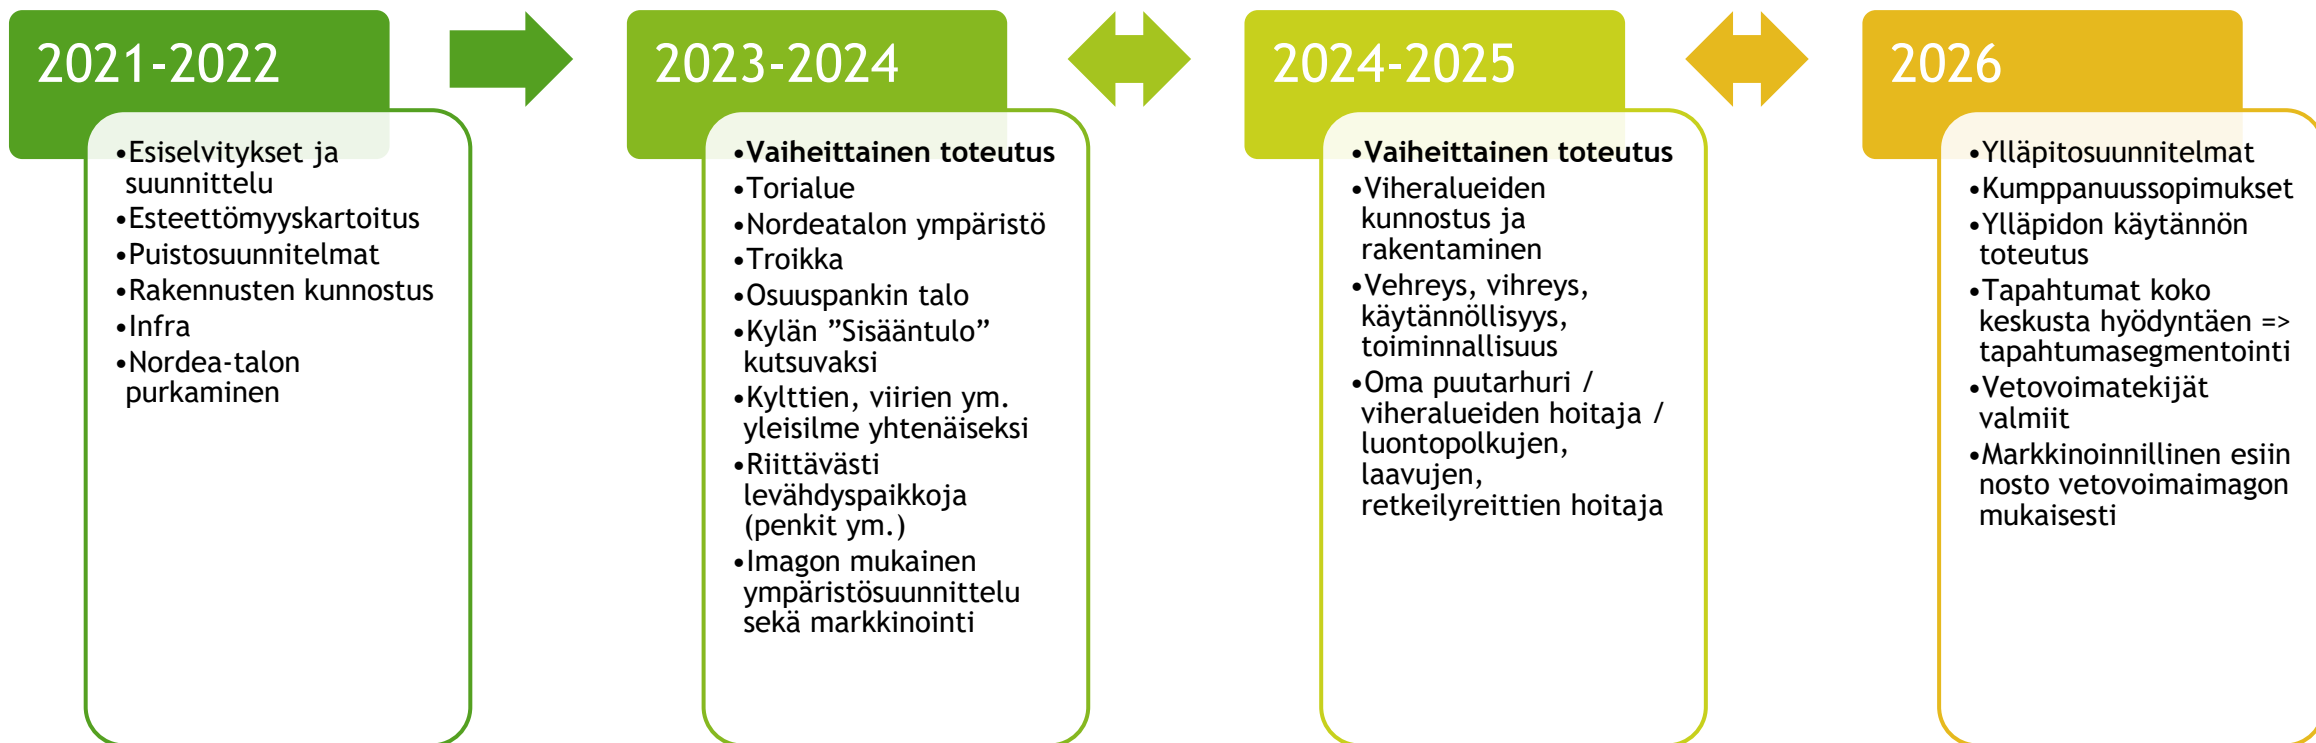 2021-2022
•Esiselvitykset ja
suunnittelu
•Esteettömyyskartoitus
•Puistosuunnitelmat
•Rakennusten kunnostus
•Infra
•Nordea-talon
purkaminen
2023-2024
•Vaiheittainen toteutus
•Torialue
•Nordeatalon ympäristö
•Troikka
•Osuuspankin talo
•Kylän ”Sisääntulo”
kutsuvaksi
•Kylttien, viirien ym.
yleisilme yhtenäiseksi
•Riittävästi
levähdyspaikkoja
(penkit ym.)
•Imagon mukainen
ympäristösuunnittelu
sekä markkinointi
2024-2025
•Vaiheittainen toteutus
•Viheralueiden
kunnostus ja
rakentaminen
•Vehreys, vihreys,
käytännöllisyys,
toiminnallisuus
•Oma puutarhuri /
viheralueiden hoitaja /
luontopolkujen,
laavujen,
retkeilyreittien hoitaja
2026
•Ylläpitosuunnitelmat
•Kumppanuussopimukset
•Ylläpidon käytännön
toteutus
•Tapahtumat koko
keskusta hyödyntäen =>
tapahtumasegmentointi
•Vetovoimatekijät
valmiit
•Markkinoinnillinen esiin
nosto vetovoimaimagon
mukaisesti